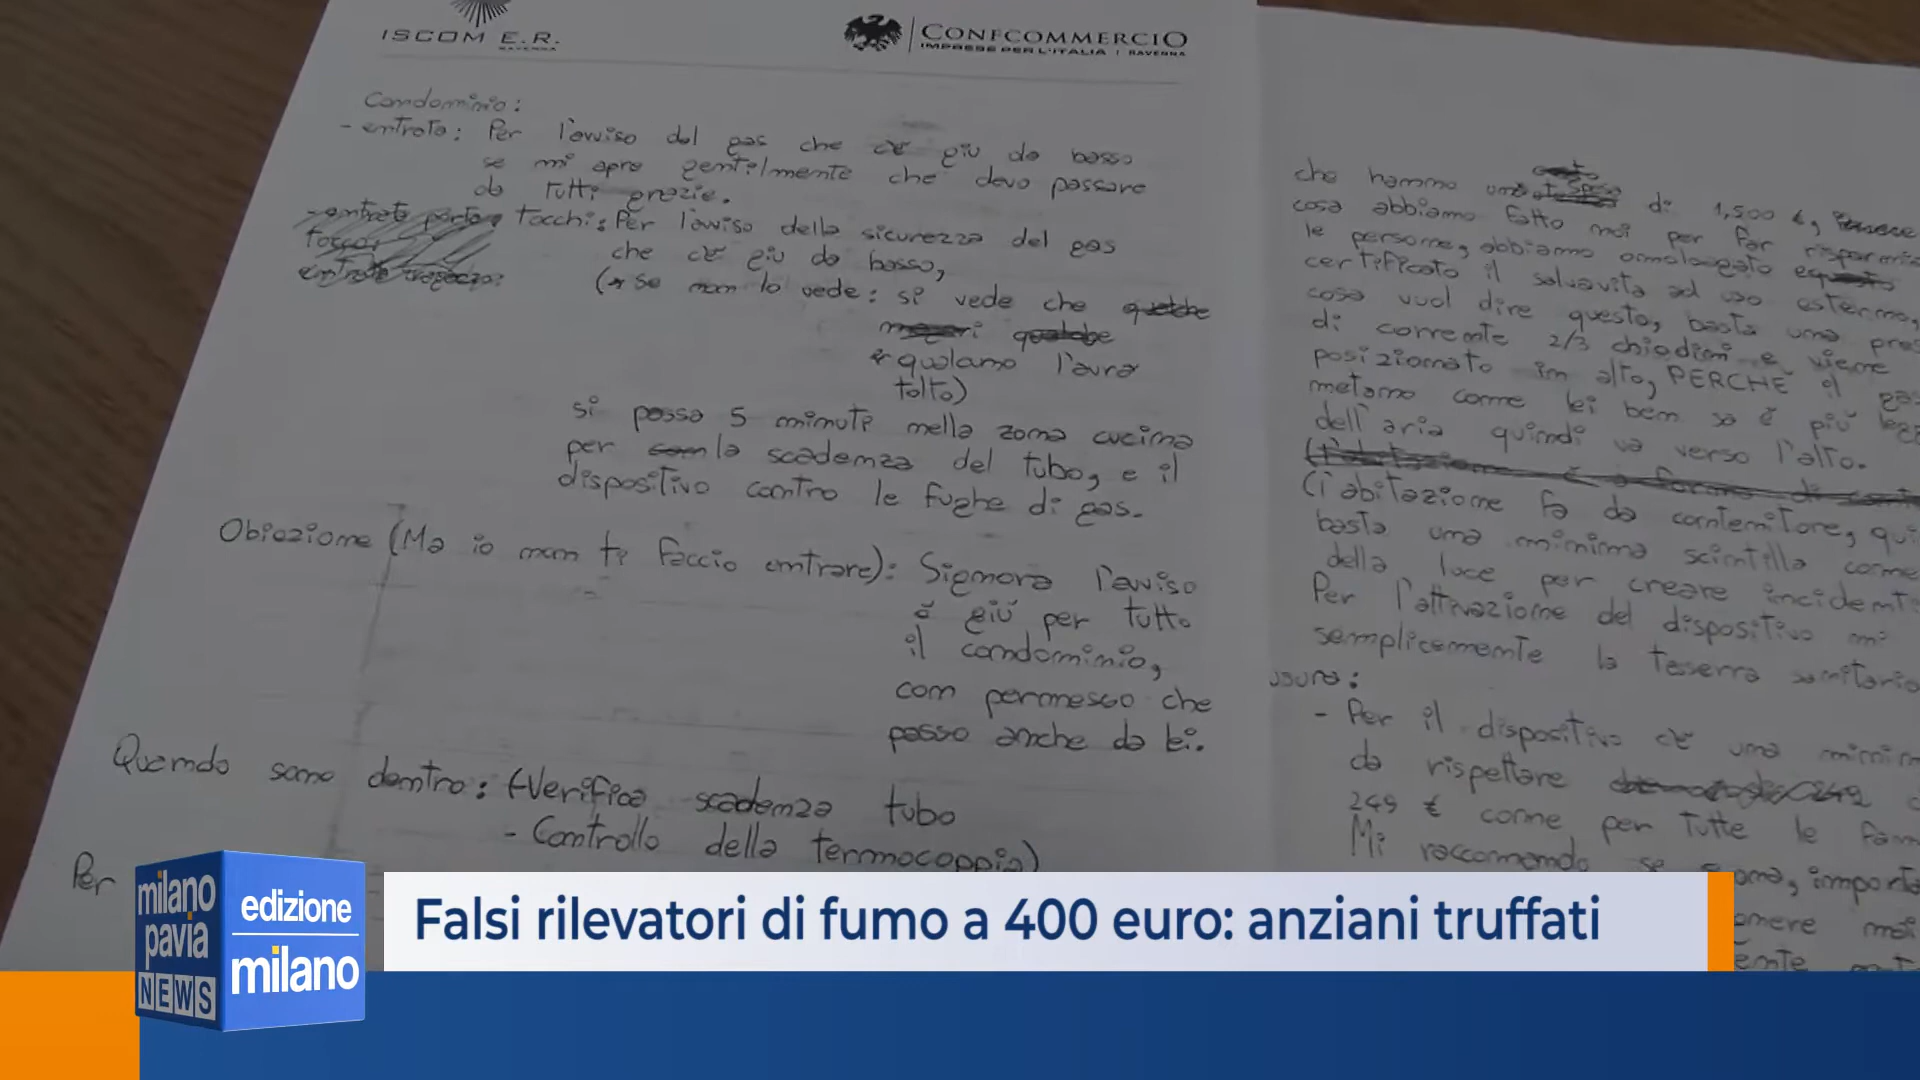 ISCOM E.R.
RAVENNA
CONFCOMMERCIO
IMPRESE PER L'ITALIA | RAVENNA
Condominio:
- entrata: Per l'avviso del gas che c'è giù da basso
se mi apre gentilmente che devo passare
da tutti grazie.
- entrata porta tocchi: Per l'avviso della sicurezza del gas
che c'è giù da basso,
(* se non lo vede: si vede che
* qualcuno l'avrà
tolto)
si passa 5 minuti nella zona cucina
per la scadenza del tubo, e il
dispositivo contro le fughe di gas.
Obiezione (Ma io non ti faccio entrare): Signora l'avviso
è giù per tutto
il condominio,
con permesso che
passo anche da lei.
Quando sono dentro: (-Verifica scadenza tubo
- Controllo della termocoppia)
Per
che hanno una spesa di 1,500 €,
cosa abbiamo fatto noi per far
le persone, abbiamo omologato e
certificato il salvavita ad uso esterno,
cosa vuol dire questo, basta una
di corrente 2/3 chiodini e viene
posizionato in alto, PERCHÉ il
metano come lei ben sa è più
dell'aria quindi va verso l'alto.
(l'abitazione fa da contenitore,
basta una minima scintilla come
della luce per creare
Per l'attivazione del dispositivo mi
semplicemente la tessera
- Per il dispositivo c'è una
da rispettare
249 € come per tutte le
Mi raccomando se
milano
pavia
NEWS
edizione
milano
Falsi rilevatori di fumo a 400 euro: anziani truffati